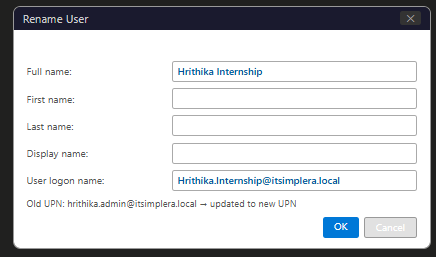 Rename User
Full name: Hrithika Internship
First name:
Last name:
Display name:
User logon name: Hrithika.Internship@itsimplera.local
Old UPN: hrithika.admin@itsimplera.local → updated to new UPN
OK Cancel